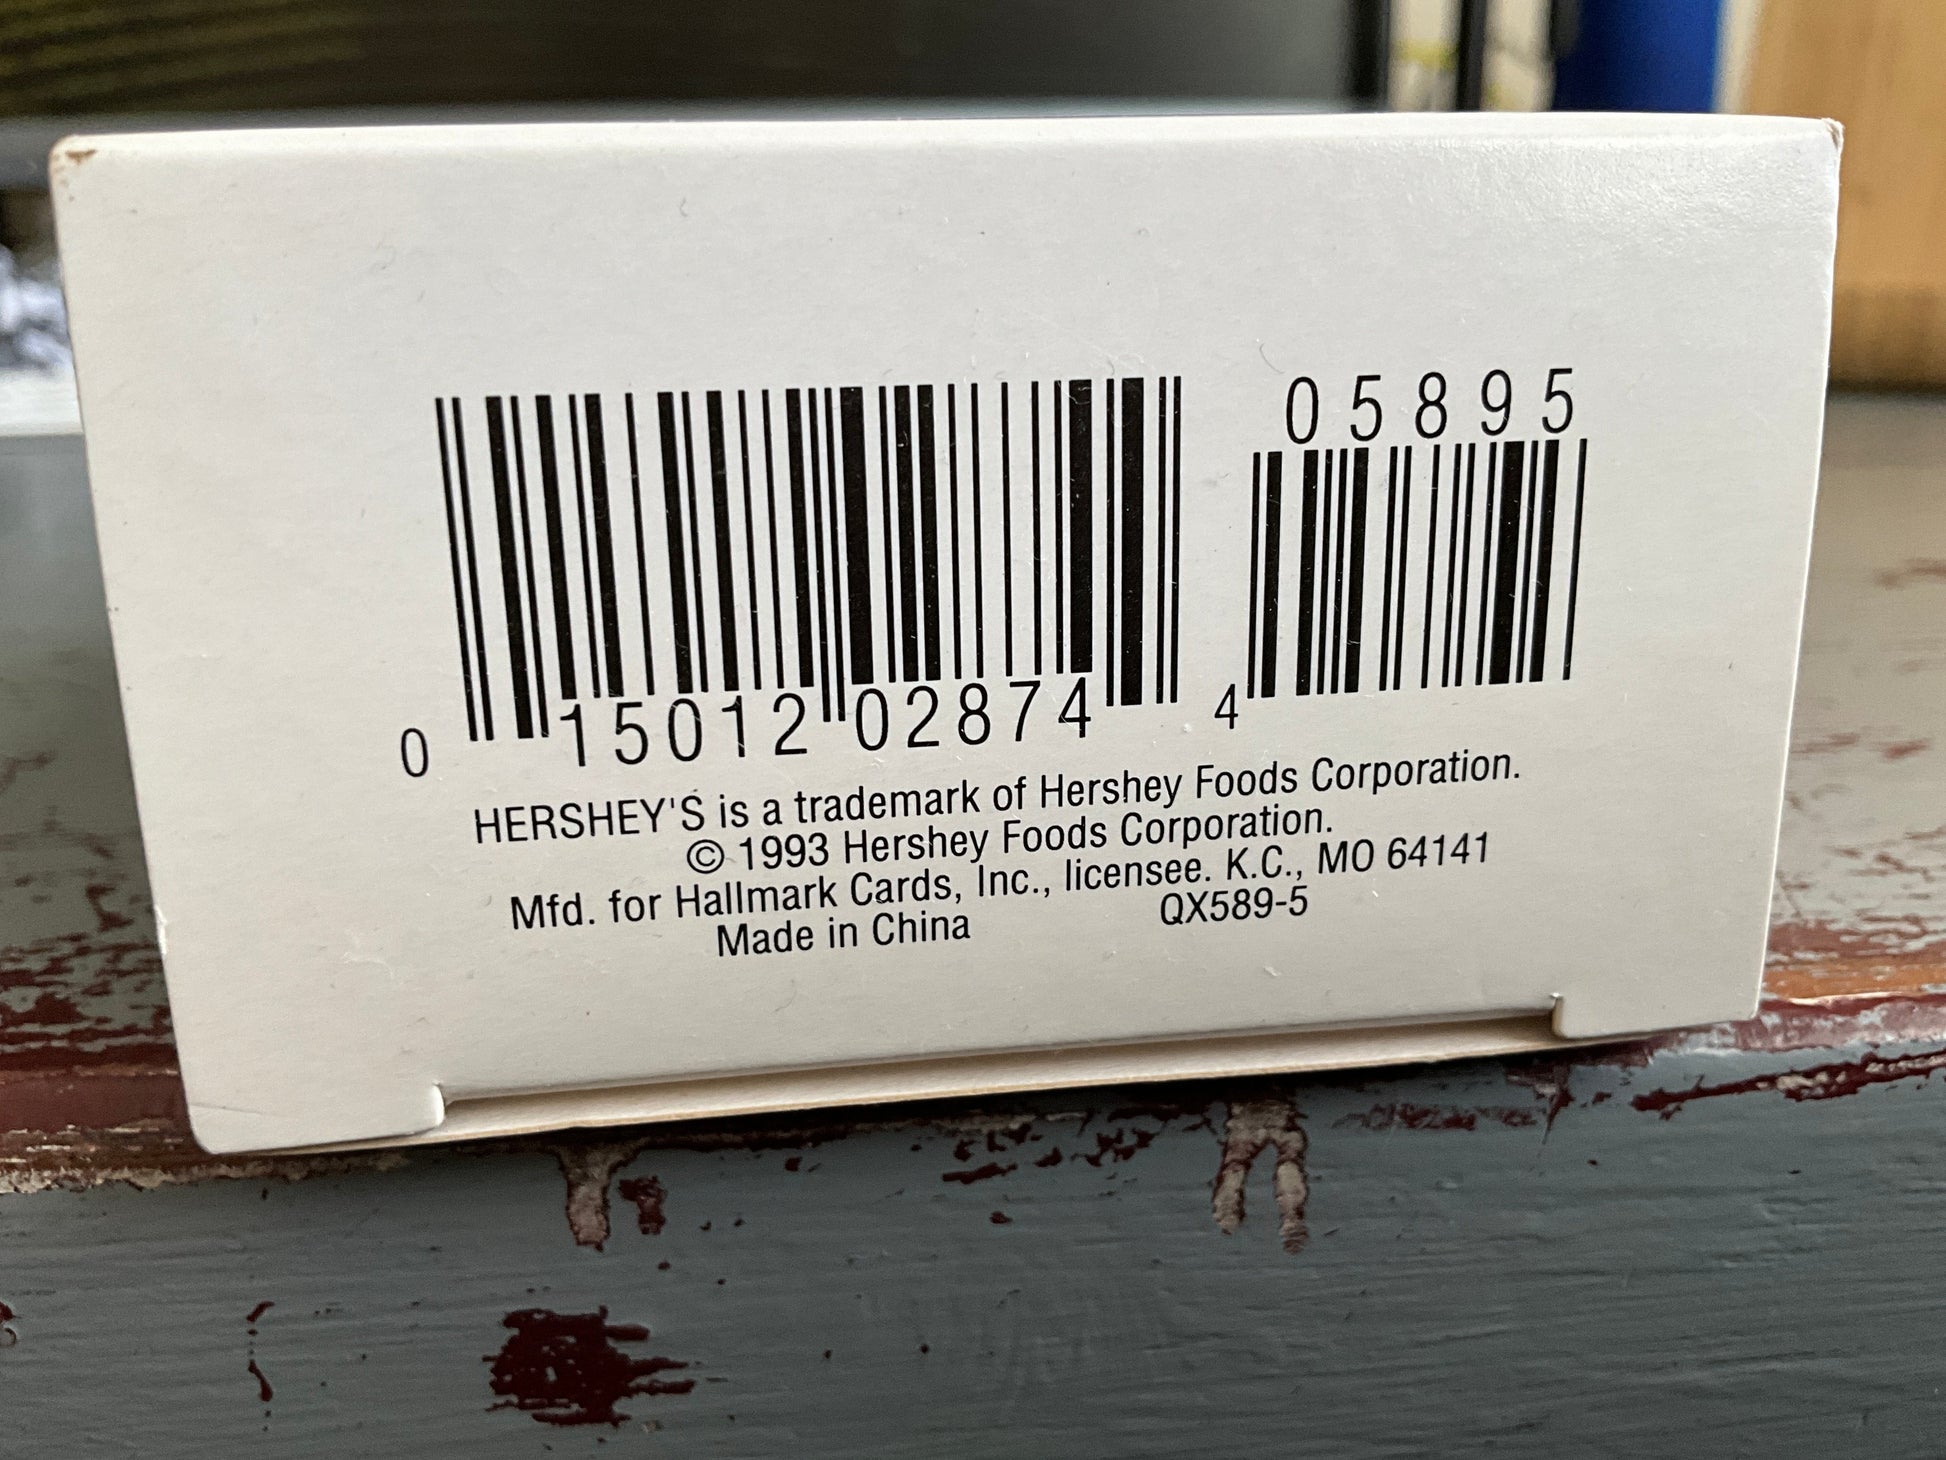 05895
0 15012 02874 4
HERSHEY'S is a trademark of Hershey Foods Corporation.
© 1993 Hershey Foods Corporation.
Mfd. for Hallmark Cards, Inc., licensee. K.C., MO 64141
Made in China QX589-5